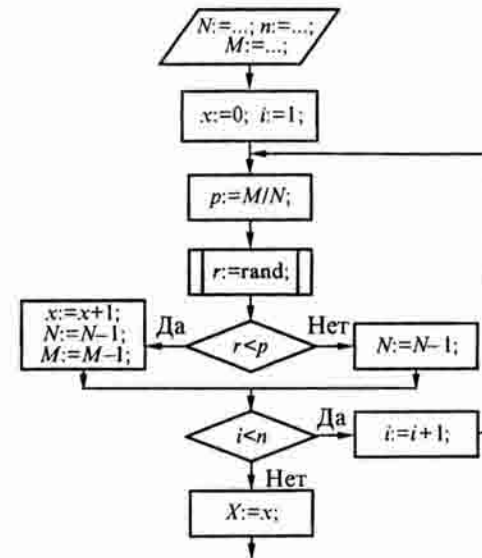 N:=...; n:=...;
M:=...;
x:=0; i:=1;
p:=M/N;
r:=rand;
x:=x+1;
N:=N–1;
M:=M–1;
Да
r<p
Нет
N:=N–1;
i<n
Да
i:=i+1;
Нет
X:=x;